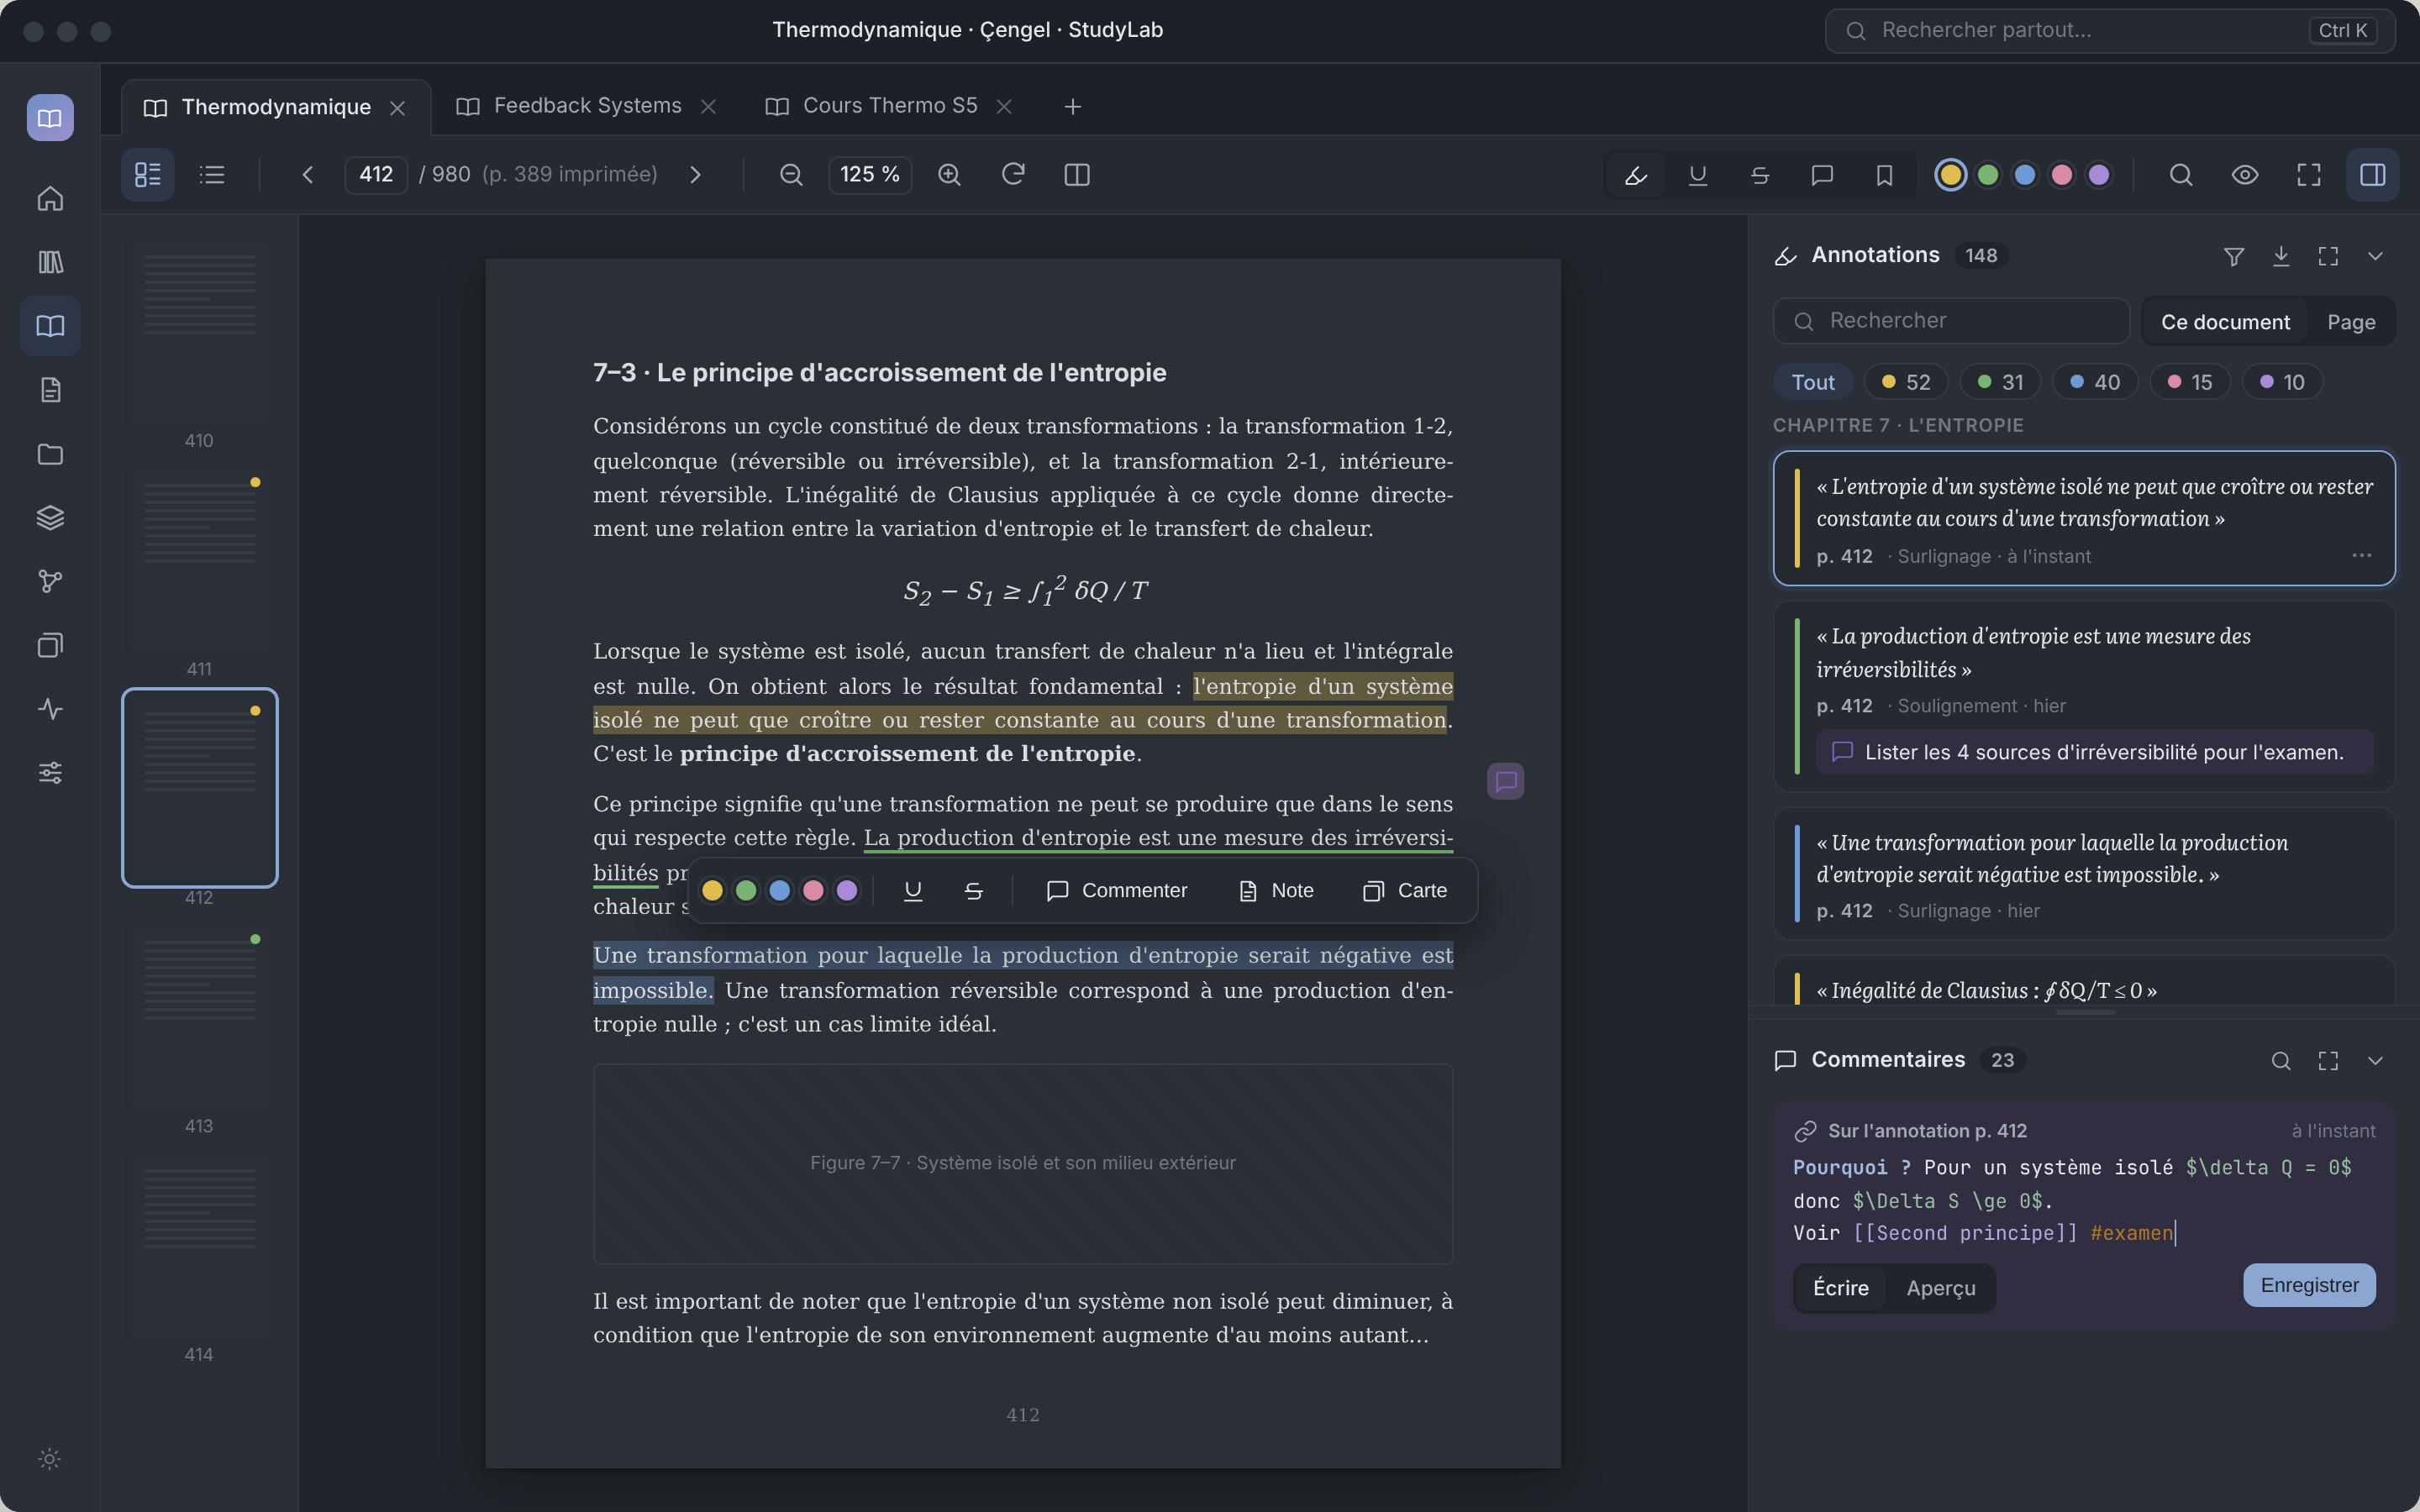 Thermodynamique · Çengel · StudyLab
Rechercher partout...
Ctrl K
Thermodynamique
Feedback Systems
Cours Thermo S5
412 / 980 (p. 389 imprimée)
125 %
410
411
412
413
414
7–3 · Le principe d'accroissement de l'entropie
Considérons un cycle constitué de deux transformations : la transformation 1-2,
quelconque (réversible ou irréversible), et la transformation 2-1, intérieure-
ment réversible. L'inégalité de Clausius appliquée à ce cycle donne directe-
ment une relation entre la variation d'entropie et le transfert de chaleur.
S₂ − S₁ ≥ ∫₁² δQ / T
Lorsque le système est isolé, aucun transfert de chaleur n'a lieu et l'intégrale
est nulle. On obtient alors le résultat fondamental : l'entropie d'un système
isolé ne peut que croître ou rester constante au cours d'une transformation.
C'est le principe d'accroissement de l'entropie.
Ce principe signifie qu'une transformation ne peut se produire que dans le sens
qui respecte cette règle. La production d'entropie est une mesure des irréversi-
bilités
chaleur
Commenter
Note
Carte
Une transformation pour laquelle la production d'entropie serait négative est
impossible. Une transformation réversible correspond à une production d'en-
tropie nulle ; c'est un cas limite idéal.
Figure 7–7 · Système isolé et son milieu extérieur
Il est important de noter que l'entropie d'un système non isolé peut diminuer, à
condition que l'entropie de son environnement augmente d'au moins autant...
412
Annotations 148
Rechercher
Ce document
Page
Tout
52
31
40
15
10
CHAPITRE 7 · L'ENTROPIE
« L'entropie d'un système isolé ne peut que croître ou rester
constante au cours d'une transformation »
p. 412 · Surlignage · à l'instant
« La production d'entropie est une mesure des
irréversibilités »
p. 412 · Soulignement · hier
Lister les 4 sources d'irréversibilité pour l'examen.
« Une transformation pour laquelle la production
d'entropie serait négative est impossible. »
p. 412 · Surlignage · hier
« Inégalité de Clausius : ∮ δQ/T ≤ 0 »
Commentaires 23
Sur l'annotation p. 412
à l'instant
Pourquoi ? Pour un système isolé $\delta Q = 0$
donc $\Delta S \ge 0$.
Voir [[Second principe]] #examen
Écrire
Aperçu
Enregistrer